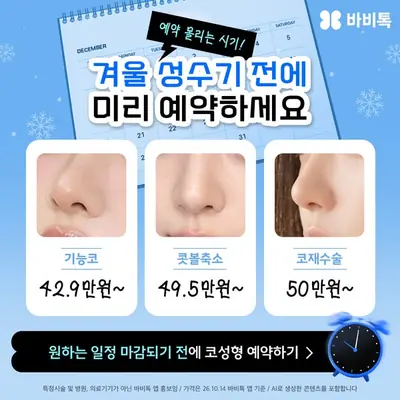 바비톡
예약 몰리는 시기!
DECEMBER
겨울 성수기 전에
미리 예약하세요
기능코
42.9만원~
콧볼축소
49.5만원~
코재수술
50만원~
원하는 일정 마감되기 전에 코성형 예약하기 >
특정시술 및 병원, 의료기기가 아닌 바비톡 앱 홍보임 / 가격은 26.10.14 바비톡 앱 기준 / AI로 생성한 콘텐츠를 포함합니다